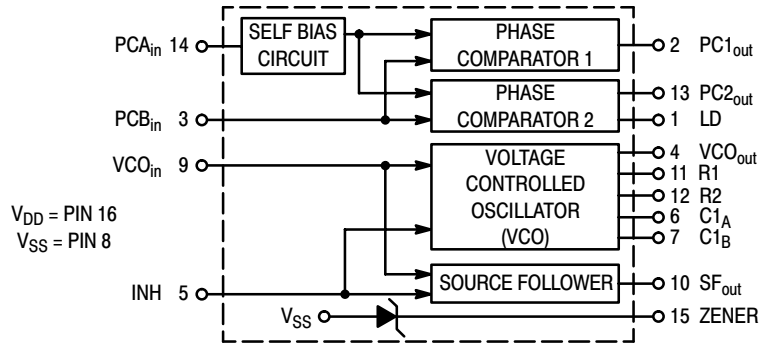 PCAin 14
SELF BIAS
CIRCUIT
PHASE
COMPARATOR 1
2 PC1out
PCBin 3
PHASE
COMPARATOR 2
13 PC2out
1 LD
VCOin 9
VOLTAGE
CONTROLLED
OSCILLATOR
(VCO)
4 VCOout
11 R1
12 R2
6 C1A
7 C1B
VDD = PIN 16
VSS = PIN 8
INH 5
SOURCE FOLLOWER
10 SFout
VSS
15 ZENER